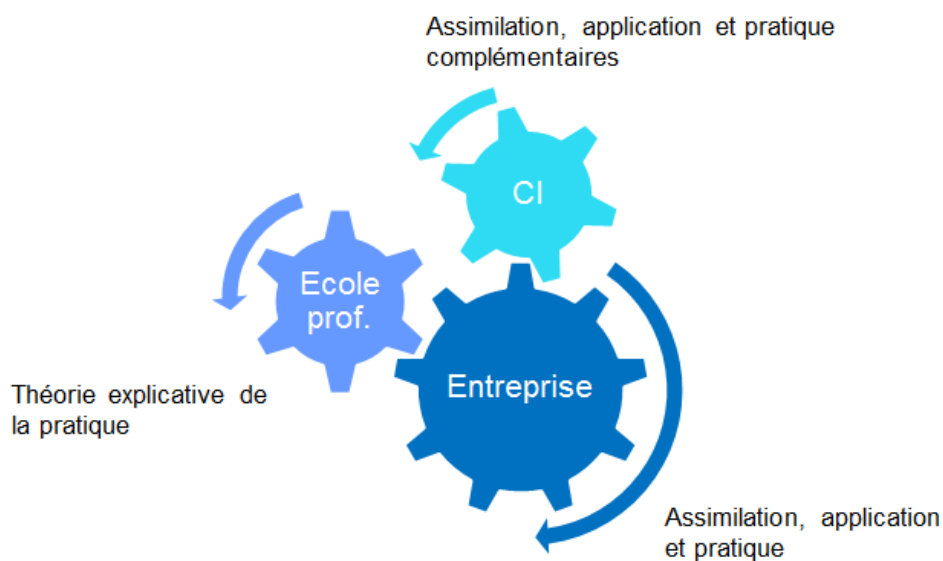 Assimilation, application et pratique
complémentaires
CI
Ecole
prof.
Entreprise
Théorie explicative de
la pratique
Assimilation, application
et pratique